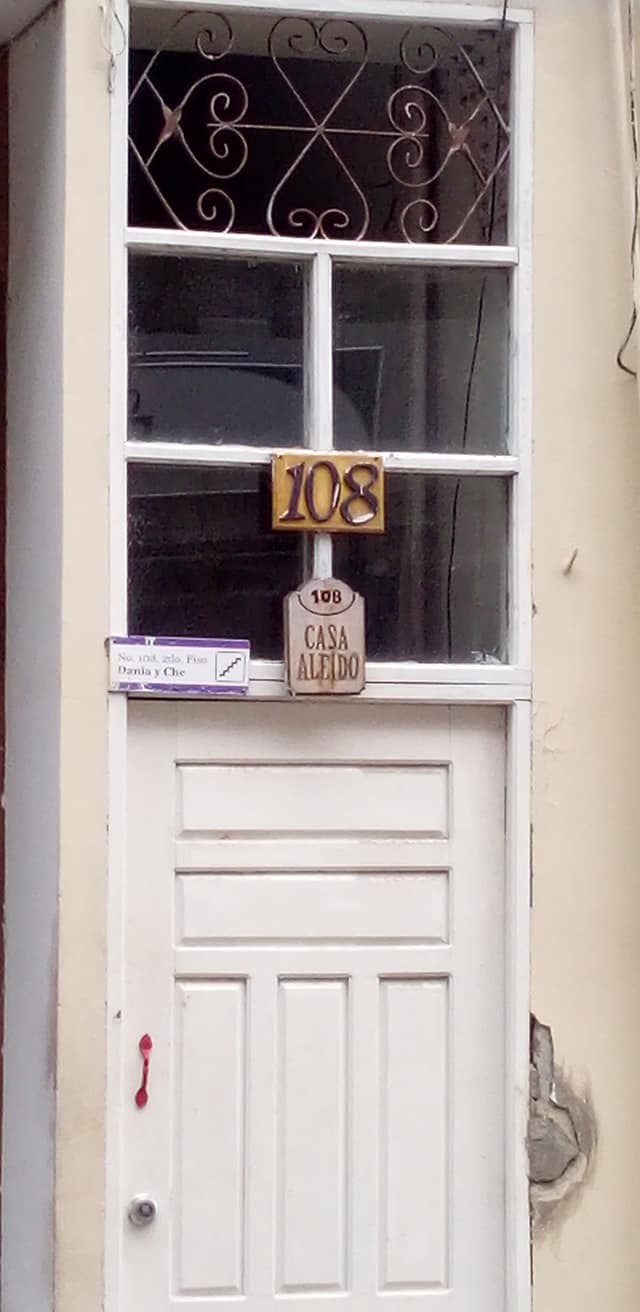 108
108
CASA
ALEIDO
No. 108, 2do. Piso
Dania y Che